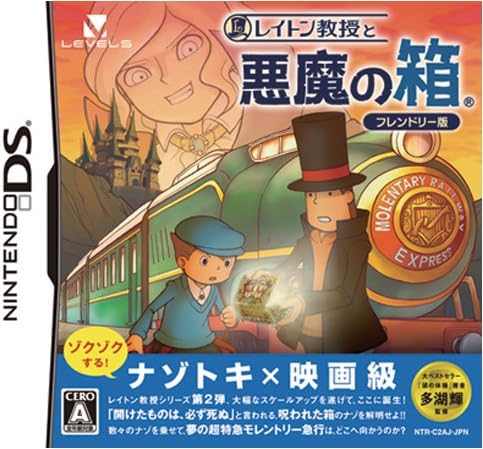 LEVEL5
レイトン教授と
悪魔の箱®
フレンドリー版
NINTENDO DS
MOLENTARY RAILWAY
EXPRESS
ゾクゾク
する!
ナゾトキ×映画級
レイトン教授シリーズ第2弾、大幅なスケールアップを遂げて、ここに誕生!
「開けたものは、必ず死ぬ」と言われる、呪われた箱のナゾを解明せよ!!
数々のナゾを乗せて、夢の超特急モレントリー急行は、どこへ向かうのか?
CERO
A
全年齢対象
大ベストセラー
「頭の体操」著者
多湖輝
監修
NTR-C2AJ-JPN